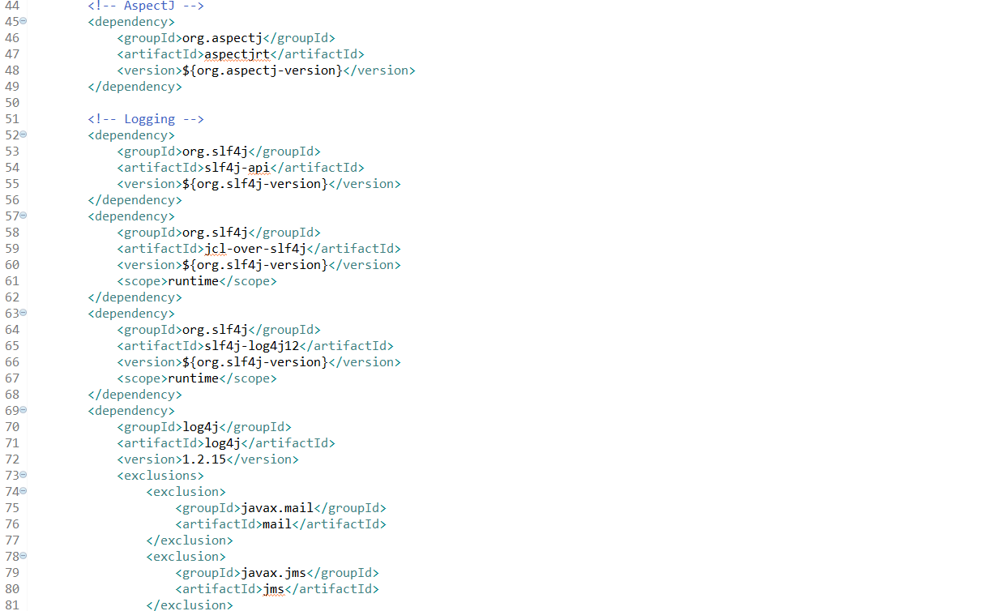 44 <!-- AspectJ -->
45 <dependency>
46 <groupId>org.aspectj</groupId>
47 <artifactId>aspectjrt</artifactId>
48 <version>${org.aspectj-version}</version>
49 </dependency>
50
51 <!-- Logging -->
52 <dependency>
53 <groupId>org.slf4j</groupId>
54 <artifactId>slf4j-api</artifactId>
55 <version>${org.slf4j-version}</version>
56 </dependency>
57 <dependency>
58 <groupId>org.slf4j</groupId>
59 <artifactId>jcl-over-slf4j</artifactId>
60 <version>${org.slf4j-version}</version>
61 <scope>runtime</scope>
62 </dependency>
63 <dependency>
64 <groupId>org.slf4j</groupId>
65 <artifactId>slf4j-log4j12</artifactId>
66 <version>${org.slf4j-version}</version>
67 <scope>runtime</scope>
68 </dependency>
69 <dependency>
70 <groupId>log4j</groupId>
71 <artifactId>log4j</artifactId>
72 <version>1.2.15</version>
73 <exclusions>
74 <exclusion>
75 <groupId>javax.mail</groupId>
76 <artifactId>mail</artifactId>
77 </exclusion>
78 <exclusion>
79 <groupId>javax.jms</groupId>
80 <artifactId>jms</artifactId>
81 </exclusion>